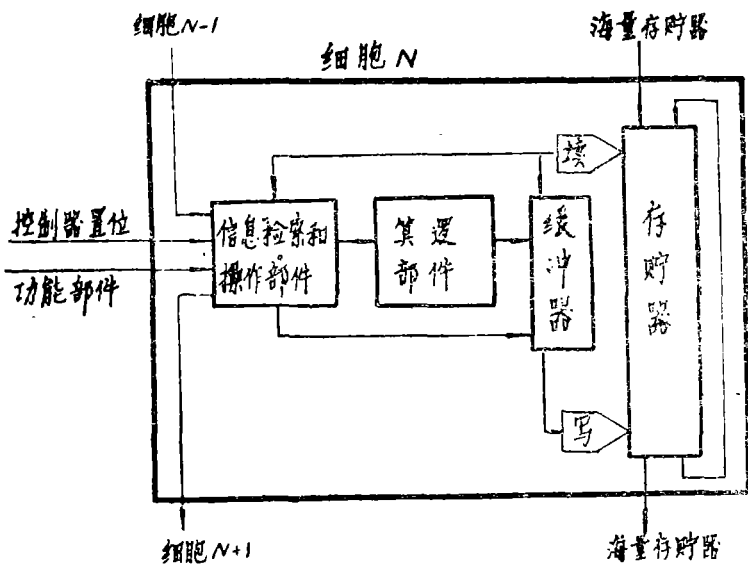 细胞N-1
海量存贮器
细胞N
读
控制器置位
功能部件
信息检索和
操作部件
算逻
部件
缓冲器
存贮器
写
细胞N+1
海量存贮器